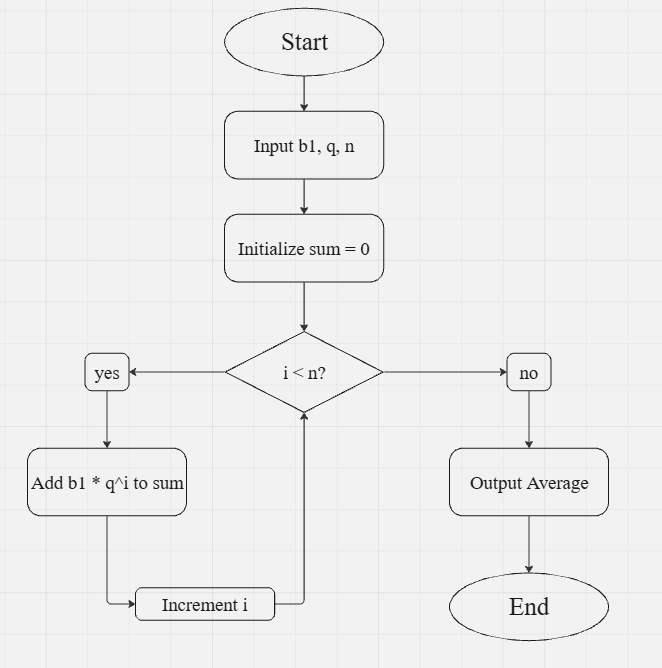 Start
Input b1, q, n
Initialize sum = 0
i < n?
yes
no
Add b1 * q^i to sum
Output Average
Increment i
End